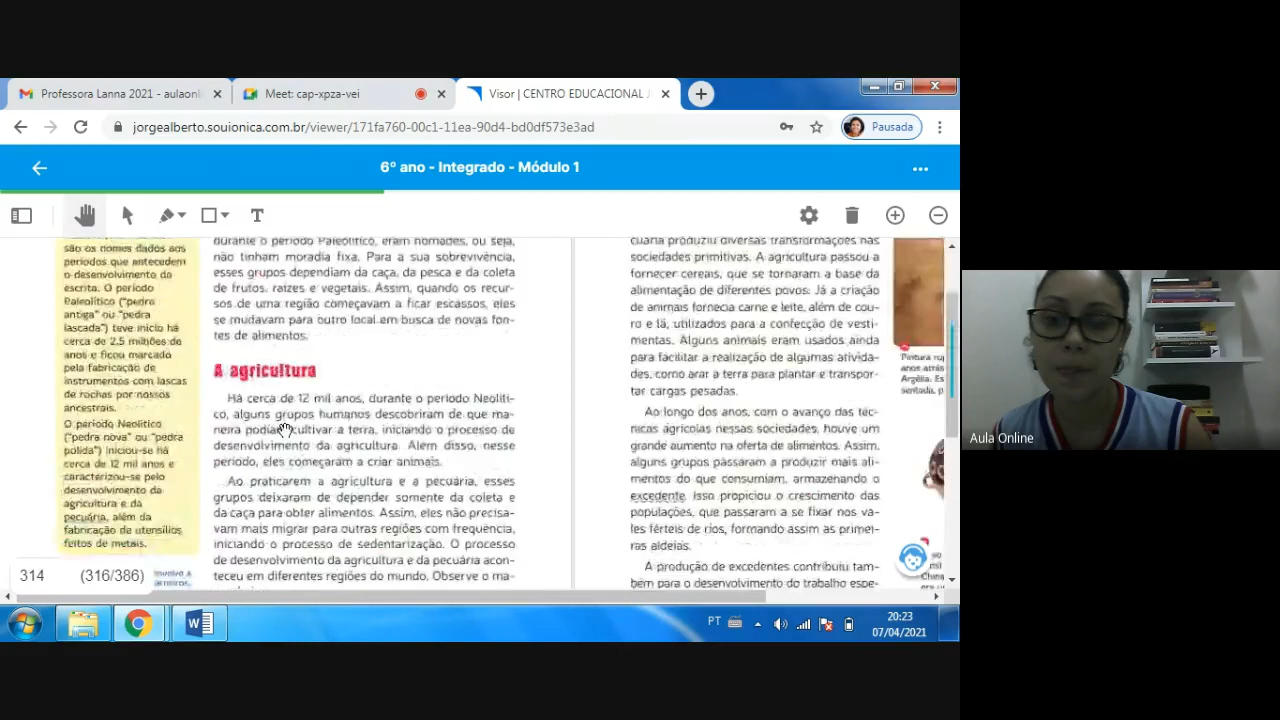 Professora Lanna 2021 - aulaonl
Meet: cap-xpza-vei
Visor | CENTRO EDUCACIONAL J
jorgealberto.souionica.com.br/viewer/171fa760-00c1-11ea-90d4-bd0df573e3ad
Pausada
6º ano - Integrado - Módulo 1
T
são os nomes dados aos
períodos que antecedem
o desenvolvimento da
escrita. O período
Paleolítico ("pedra
antiga" ou "pedra
lascada") teve início há
cerca de 2,5 milhões de
anos e ficou marcado
pela fabricação de
instrumentos com lascas
de rochas por nossos
ancestrais.
O período Neolítico
("pedra nova" ou "pedra
polida") iniciou-se há
cerca de 12 mil anos e
caracterizou-se pelo
desenvolvimento da
agricultura e da
pecuária, além da
fabricação de utensílios
feitos de metais.
314 (316/386)
durante o período Paleolítico, eram nômades, ou seja,
não tinham moradia fixa. Para a sua sobrevivência,
esses grupos dependiam da caça, da pesca e da coleta
de frutos, raízes e vegetais. Assim, quando os recur-
sos de uma região começavam a ficar escassos, eles
se mudavam para outro local em busca de novas fon-
tes de alimentos.
A agricultura
Há cerca de 12 mil anos, durante o período Neolíti-
co, alguns grupos humanos descobriram de que ma-
neira podiam cultivar a terra, iniciando o processo de
desenvolvimento da agricultura. Além disso, nesse
período, eles começaram a criar animais.
Ao praticarem a agricultura e a pecuária, esses
grupos deixaram de depender somente da coleta e
da caça para obter alimentos. Assim, eles não precisa-
vam mais migrar para outras regiões com frequência,
iniciando o processo de sedentarização. O processo
de desenvolvimento da agricultura e da pecuária acon-
teceu em diferentes regiões do mundo. Observe o ma-
cuária produziu diversas transformações nas
sociedades primitivas. A agricultura passou a
fornecer cereais, que se tornaram a base da
alimentação de diferentes povos. Já a criação
de animais fornecia carne e leite, além de cou-
ro e lã, utilizados para a confecção de vesti-
mentas. Alguns animais eram usados ainda
para facilitar a realização de algumas ativida-
des, como arar a terra para plantar e transpor-
tar cargas pesadas.
Ao longo dos anos, com o avanço das téc-
nicas agrícolas nessas sociedades, houve um
grande aumento na oferta de alimentos. Assim,
alguns grupos passaram a produzir mais ali-
mentos do que consumiam, armazenando o
excedente. Isso propiciou o crescimento das
populações, que passaram a se fixar nos va-
les férteis de rios, formando assim as primei-
ras aldeias.
A produção de excedentes contribuiu tam-
bém para o desenvolvimento do trabalho espe-
Pintura ru
anos atrás
Argélia. Es
sentada, p
China
era u
PT
20:23
07/04/2021
Aula Online